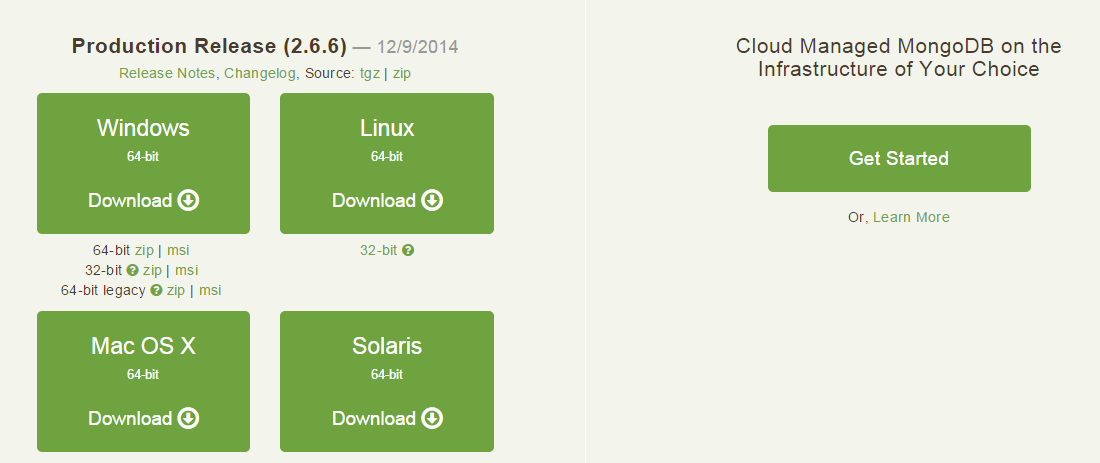 Production Release (2.6.6) — 12/9/2014
Release Notes, Changelog, Source: tgz | zip
Windows
64-bit
Download
64-bit zip | msi
32-bit ? zip | msi
64-bit legacy ? zip | msi
Linux
64-bit
Download
32-bit ?
Mac OS X
64-bit
Download
Solaris
64-bit
Download
Cloud Managed MongoDB on the
Infrastructure of Your Choice
Get Started
Or, Learn More